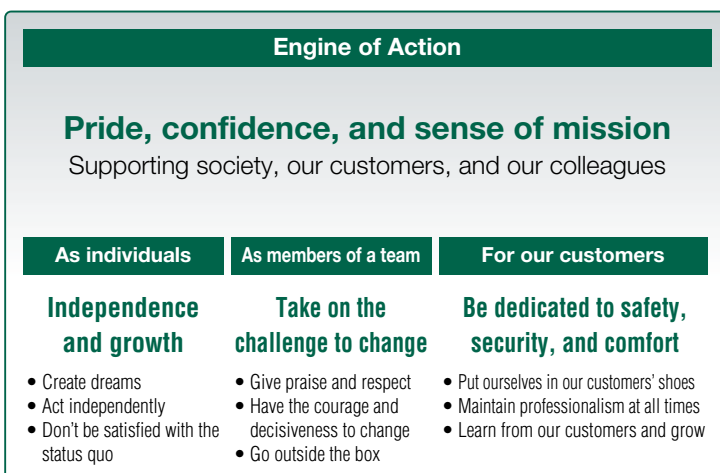 Engine of Action
Pride, confidence, and sense of mission
Supporting society, our customers, and our colleagues
As individuals
Independence
and growth
• Create dreams
• Act independently
• Don't be satisfied with the
status quo
As members of a team
Take on the
challenge to change
• Give praise and respect
• Have the courage and
decisiveness to change
• Go outside the box
For our customers
Be dedicated to safety,
security, and comfort
• Put ourselves in our customers' shoes
• Maintain professionalism at all times
• Learn from our customers and grow